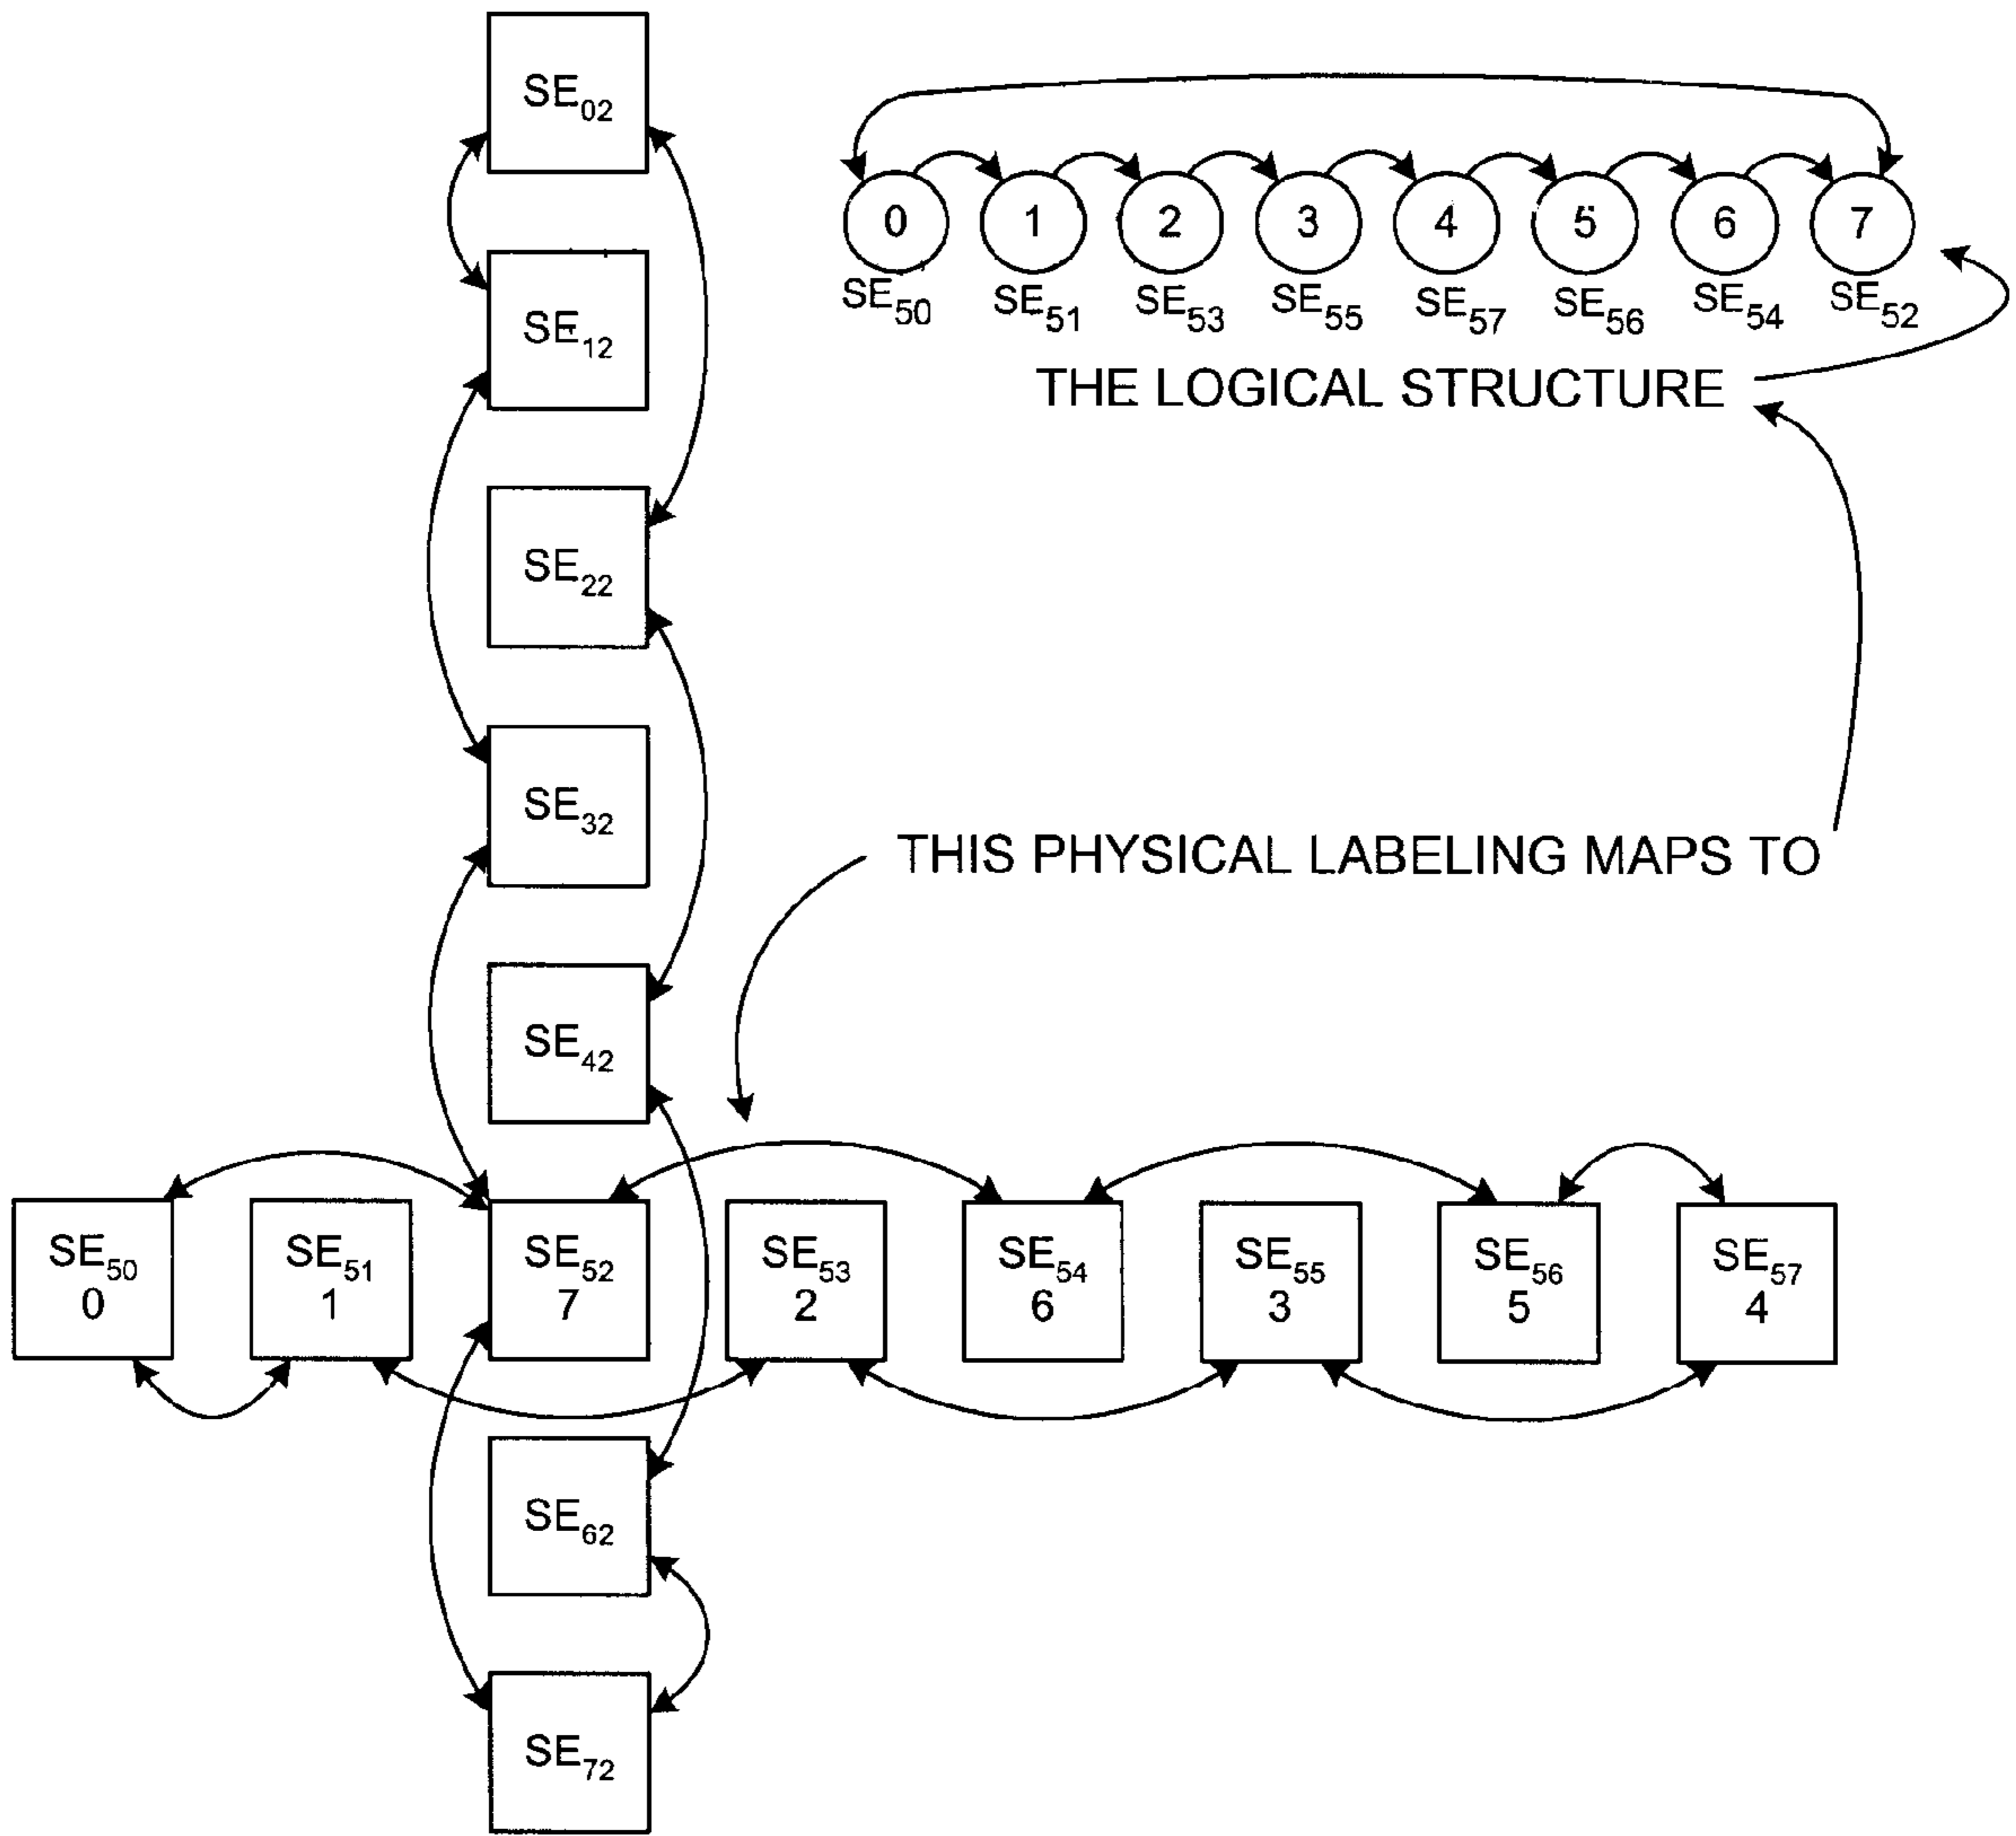 SE02
0 1 2 3 4 5 6 7
SE50 SE51 SE53 SE55 SE57 SE56 SE54 SE52
SE12
THE LOGICAL STRUCTURE
SE22
SE32
THIS PHYSICAL LABELING MAPS TO
SE42
SE50 SE51 SE52 SE53 SE54 SE55 SE56 SE57
0 1 7 2 6 3 5 4
SE62
SE72